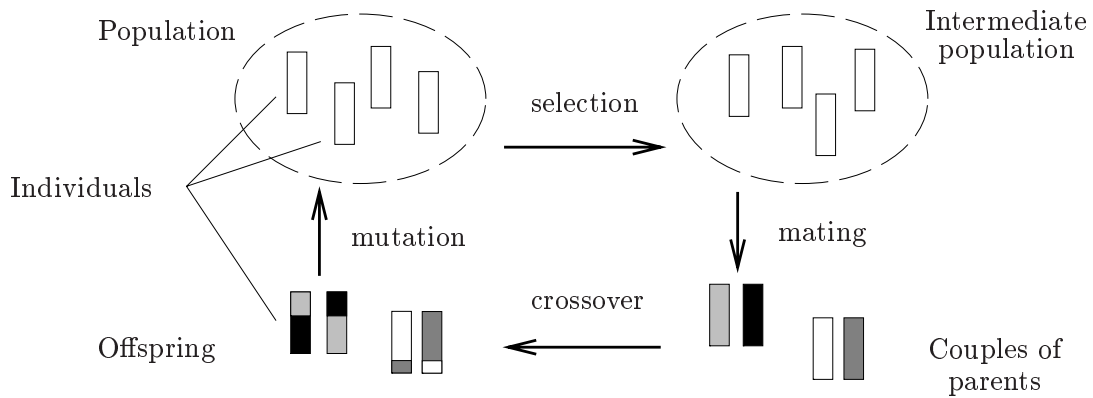 Population
Intermediate
population
selection
Individuals
mutation
mating
crossover
Offspring
Couples of
parents